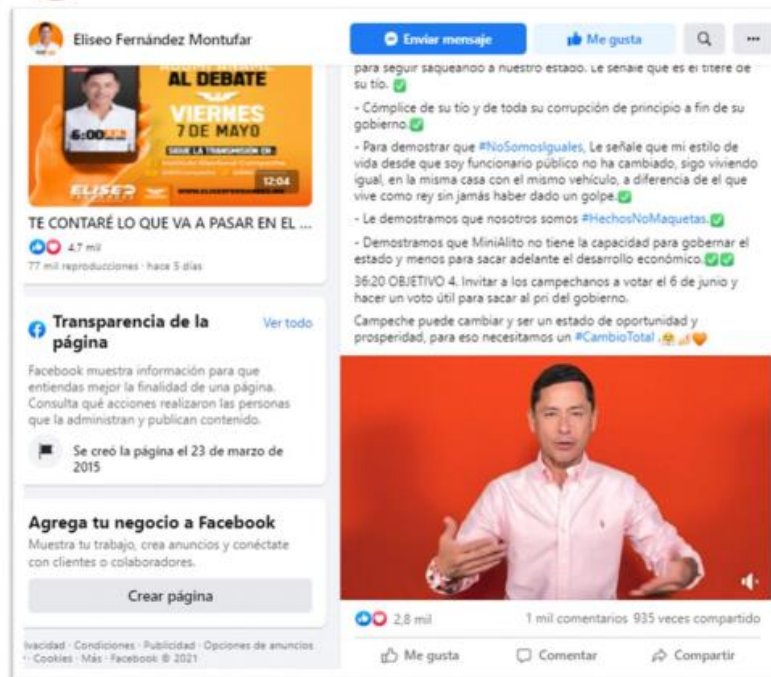 Eliseo Fernández Montufar
Enviar mensaje
Me gusta
AL DEBATE
VIERNES
7 DE MAYO
SIGUE LA TRANSMISIÓN EN:
6:00
12:04
TE CONTARÉ LO QUE VA A PASAR EN EL ...
4,7 mil
77 mil reproducciones · hace 5 días
Transparencia de la
página
Ver todo
Facebook muestra información para que
entiendas mejor la finalidad de una página.
Consulta qué acciones realizaron las personas
que la administran y publican contenido.
Se creó la página el 23 de marzo de
2015
Agrega tu negocio a Facebook
Muestra tu trabajo, crea anuncios y conéctate
con clientes o colaboradores.
Crear página
ivacidad · Condiciones · Publicidad · Opciones de anuncios
· Cookies · Más · Facebook © 2021
para seguir saqueando a nuestro estado. Le señale que es el títere de
su tío.
- Cómplice de su tío y de toda su corrupción de principio a fin de su
gobierno.
- Para demostrar que #NoSomosIguales, Le señale que mi estilo de
vida desde que soy funcionario público no ha cambiado, sigo viviendo
igual, en la misma casa con el mismo vehículo, a diferencia de el que
vive como rey sin jamás haber dado un golpe.
- Le demostramos que nosotros somos #HechosNoMaquetas.
- Demostramos que MiniAlito no tiene la capacidad para gobernar el
estado y menos para sacar adelante el desarrollo económico.
36:20 OBJETIVO 4. Invitar a los campechanos a votar el 6 de junio y
hacer un voto útil para sacar al pri del gobierno.
Campeche puede cambiar y ser un estado de oportunidad y
prosperidad, para eso necesitamos un #CambioTotal .
2,8 mil
1 mil comentarios 935 veces compartido
Me gusta
Comentar
Compartir